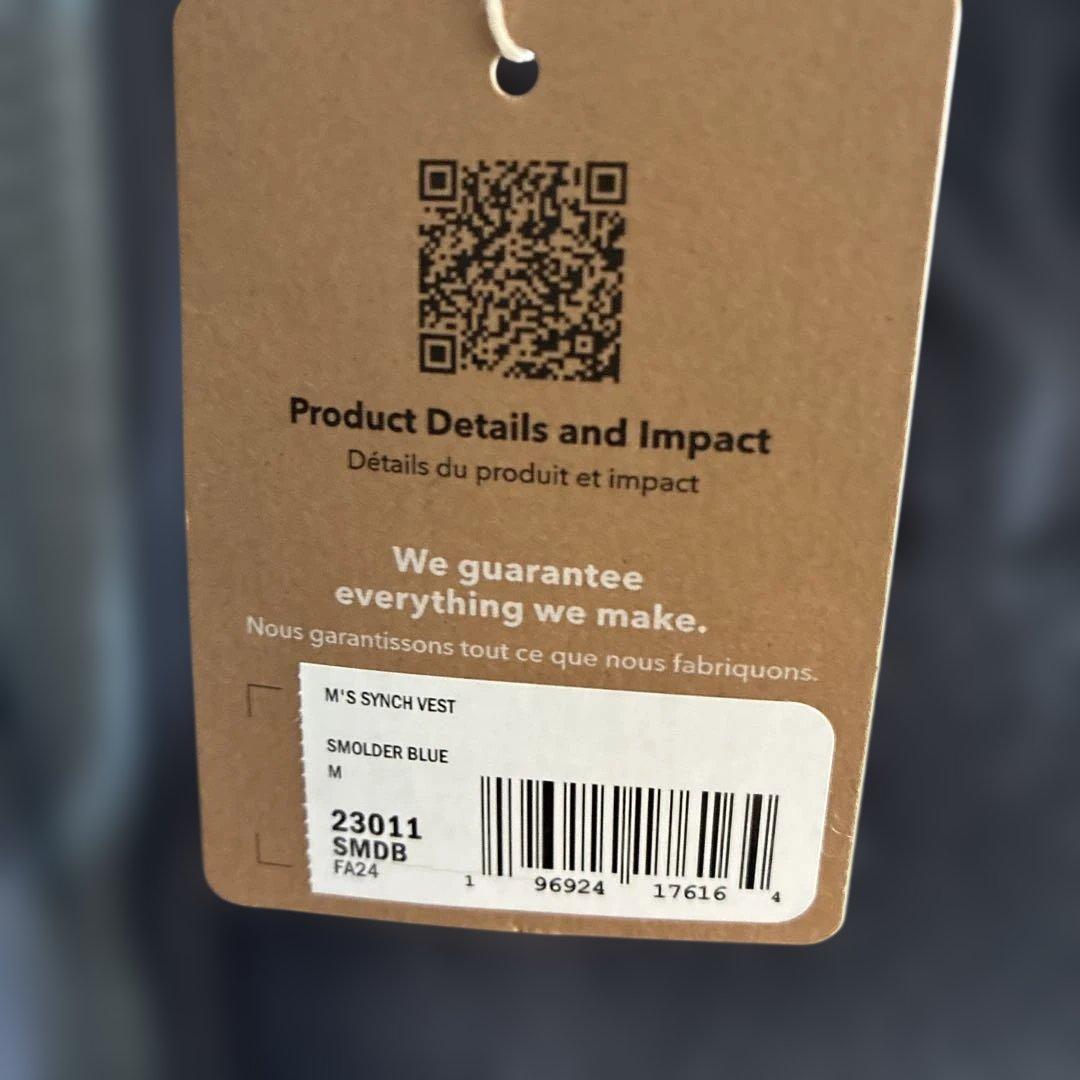 Product Details and Impact
Détails du produit et impact
We guarantee
everything we make.
Nous garantissons tout ce que nous fabriquons.
M'S SYNCH VEST
SMOLDER BLUE
M
23011
SMDB
FA24
1 96924 17616 4